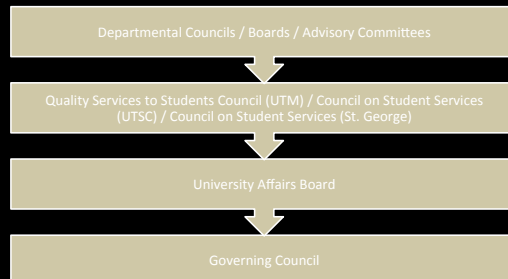 Departmental Councils / Boards / Advisory Committees
Quality Services to Students Council (UTM) / Council on Student Services
(UTSC) / Council on Student Services (St. George)
University Affairs Board
Governing Council